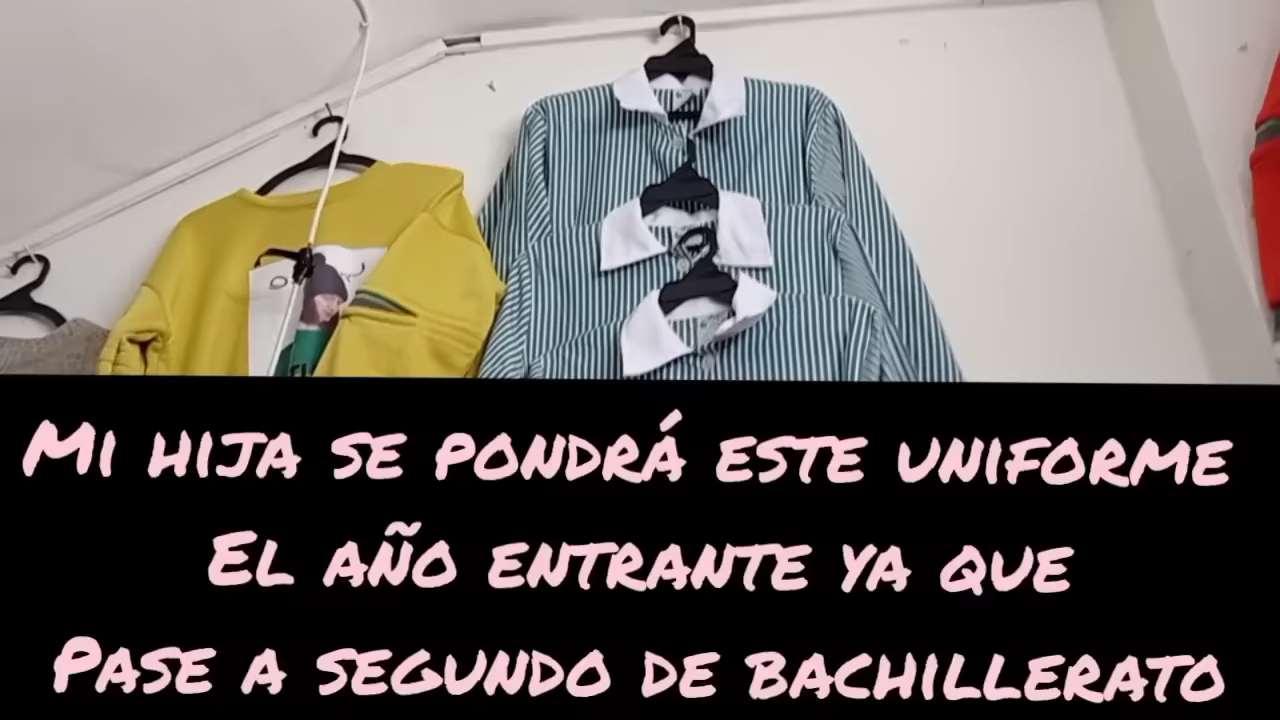 Mi hija se pondrá este uniforme
El año entrante ya que
Pase a segundo de bachillerato